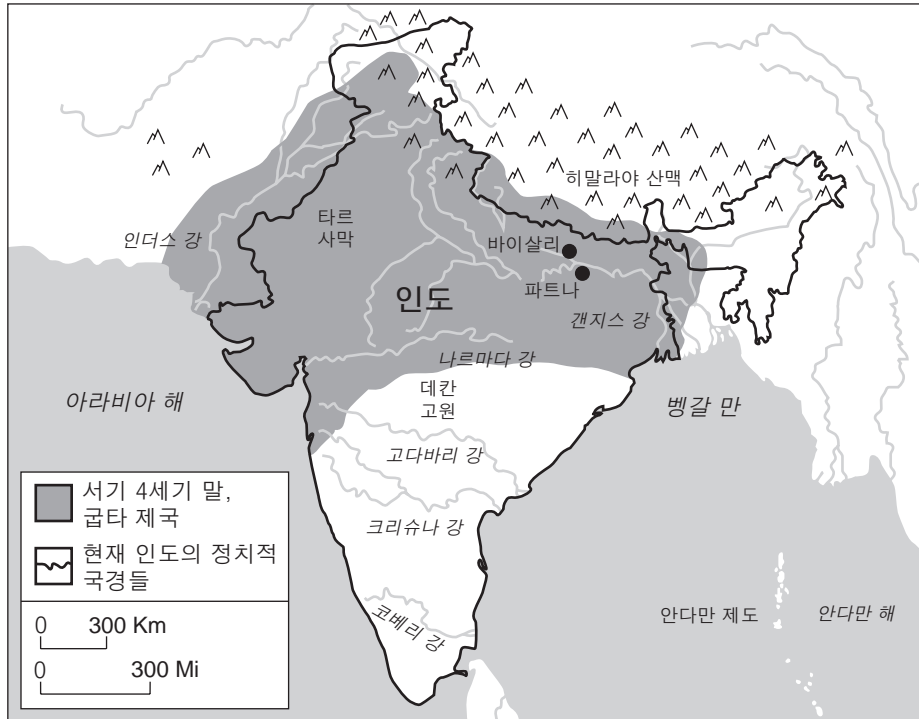 히말라야 산맥
인더스 강
타르
사막
바이살리
파트나
인도
갠지스 강
나르마다 강
아라비아 해
데칸
고원
벵갈 만
고다바리 강
크리슈나 강
코베리 강
안다만 제도
안다만 해
서기 4세기 말,
굽타 제국
현재 인도의 정치적
국경들
0 300 Km
0 300 Mi